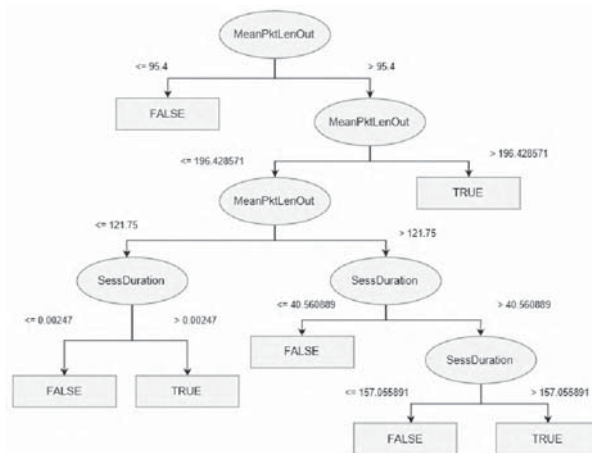 MeanPktLenOut
<= 95.4
> 95.4
FALSE
MeanPktLenOut
<= 196.428571
> 196.428571
MeanPktLenOut
TRUE
<= 121.75
> 121.75
SessDuration
SessDuration
<= 0.00247
> 0.00247
<= 40.560889
> 40.560889
FALSE
SessDuration
FALSE
TRUE
<= 157.055891
> 157.055891
FALSE
TRUE